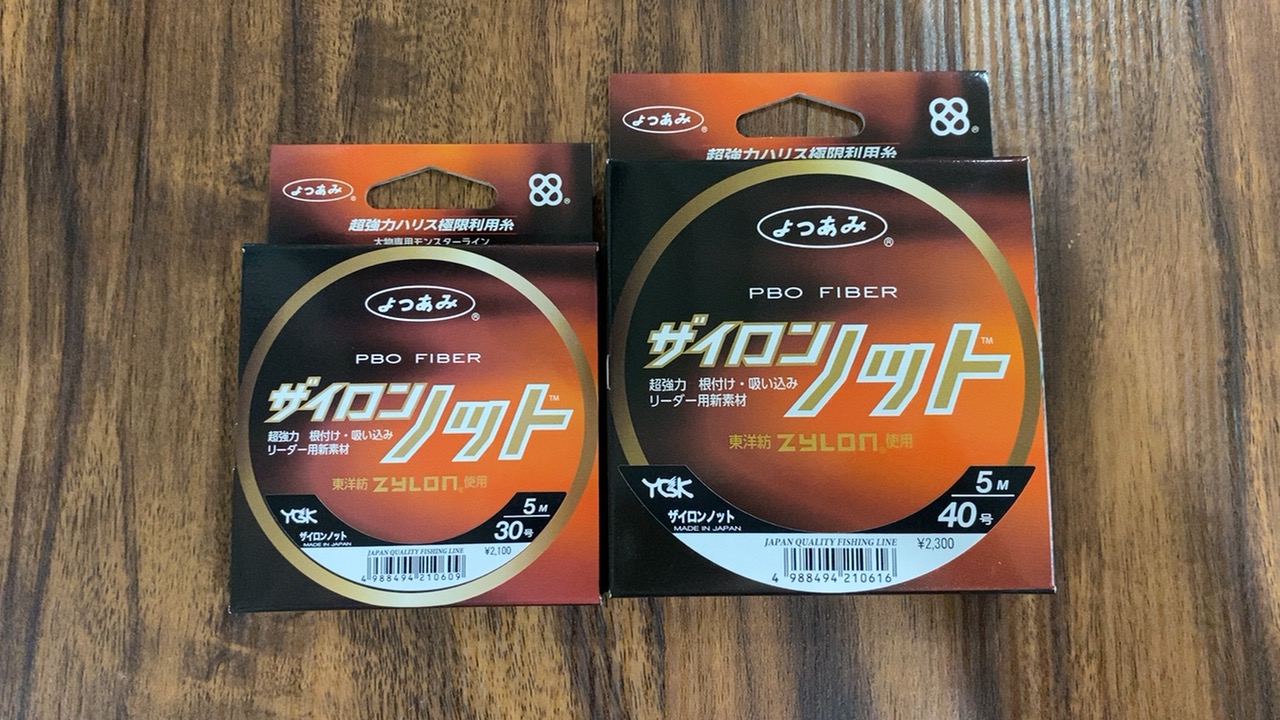 よつあみ®
®
超強力ハリス極限利用糸
大物専用モンスターライン
よつあみ®
PBO FIBER
ザイロンノット™
超強力 根付け・吸い込み
リーダー用新素材
東洋紡 ZYLON®使用
YGK
ザイロンノット
MADE IN JAPAN
5M
30号
JAPAN QUALITY FISHING LINE
¥2,100
4 988494 210609
よつあみ®
®
超強力ハリス極限利用糸
よつあみ®
PBO FIBER
ザイロンノット™
超強力 根付け・吸い込み
リーダー用新素材
東洋紡 ZYLON®使用
YGK
ザイロンノット
MADE IN JAPAN
5M
40号
JAPAN QUALITY FISHING LINE
¥2,300
4 988494 210616